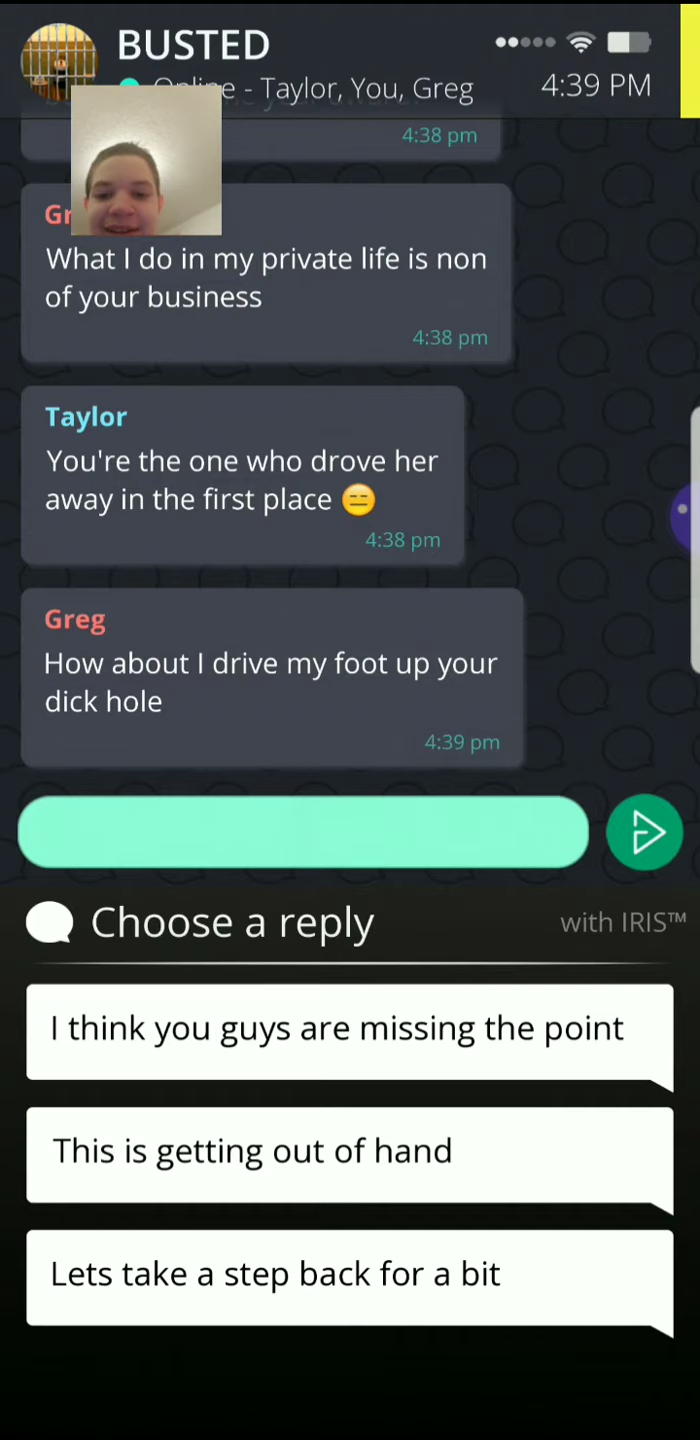 BUSTED
e - Taylor, You, Greg
4:39 PM
4:38 pm
Gr
What I do in my private life is non
of your business
4:38 pm
Taylor
You're the one who drove her
away in the first place 😑
4:38 pm
Greg
How about I drive my foot up your
dick hole
4:39 pm
Choose a reply
with IRIS™
I think you guys are missing the point
This is getting out of hand
Lets take a step back for a bit